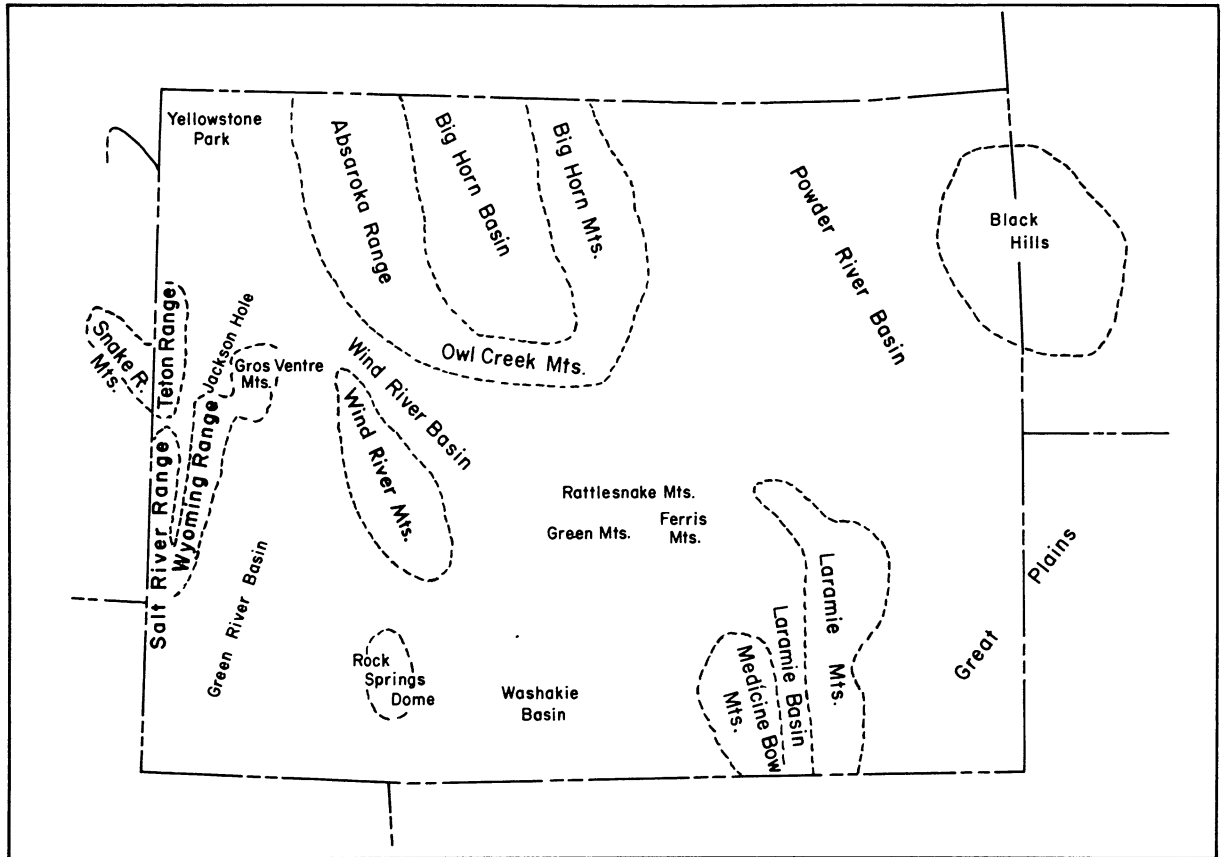 Yellowstone
Park
Absaroka Range
Big Horn Basin
Big Horn Mts.
Powder River Basin
Black
Hills
Snake R.
Mts.
Teton Range
Jackson Hole
Gros Ventre
Mts.
Owl Creek Mts.
Wind River Basin
Wind River Mts.
Salt River Range
Wyoming Range
Green River Basin
Rattlesnake Mts.
Green Mts.
Ferris
Mts.
Rock
Springs
Dome
Washakie
Basin
Medicine Bow
Mts.
Laramie Basin
Laramie
Mts.
Great
Plains